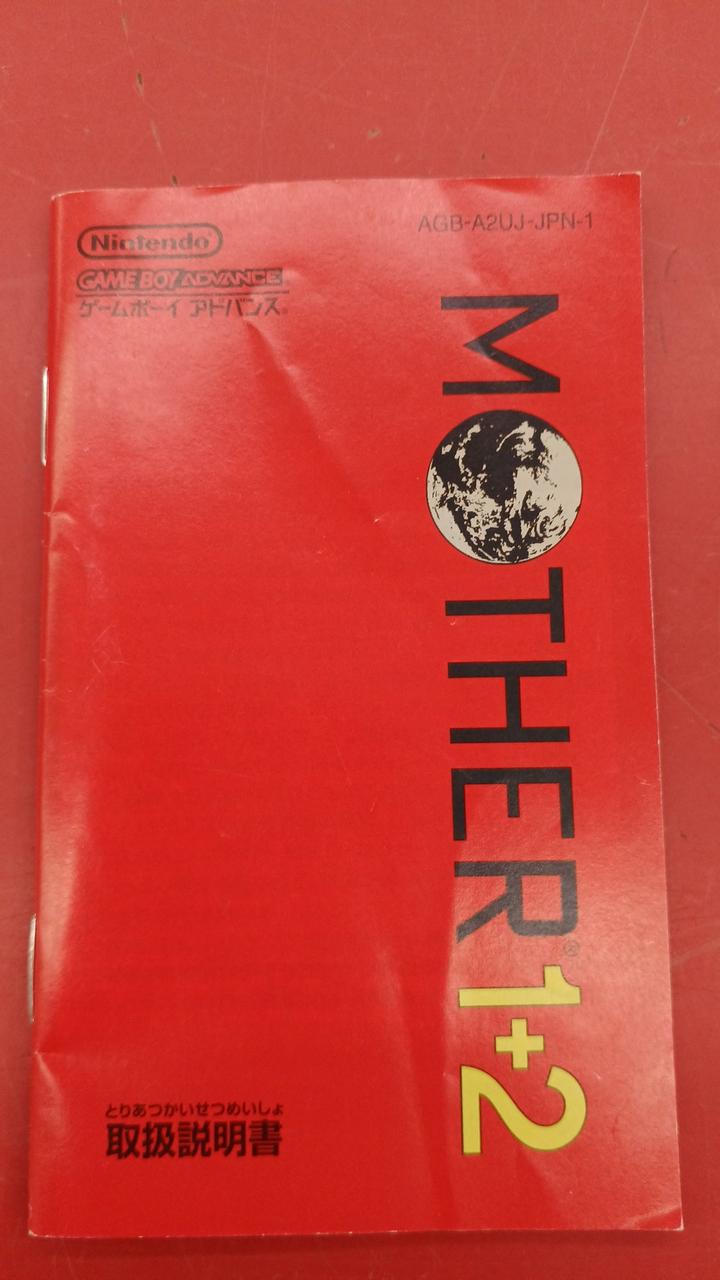 Nintendo
AGB-A2UJ-JPN-1
GAME BOY ADVANCE
ゲームボーイ アドバンス®
MOTHER® 1+2
とりあつかいせつめいしょ
取扱説明書